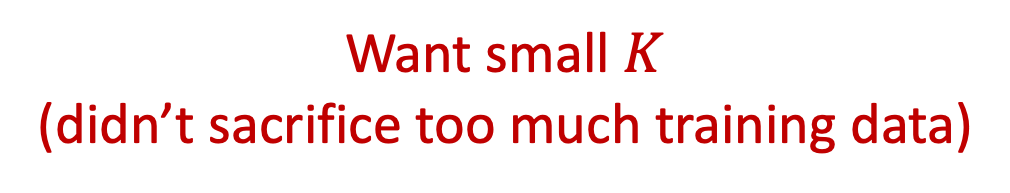 Want small K
(didn’t sacrifice too much training data)